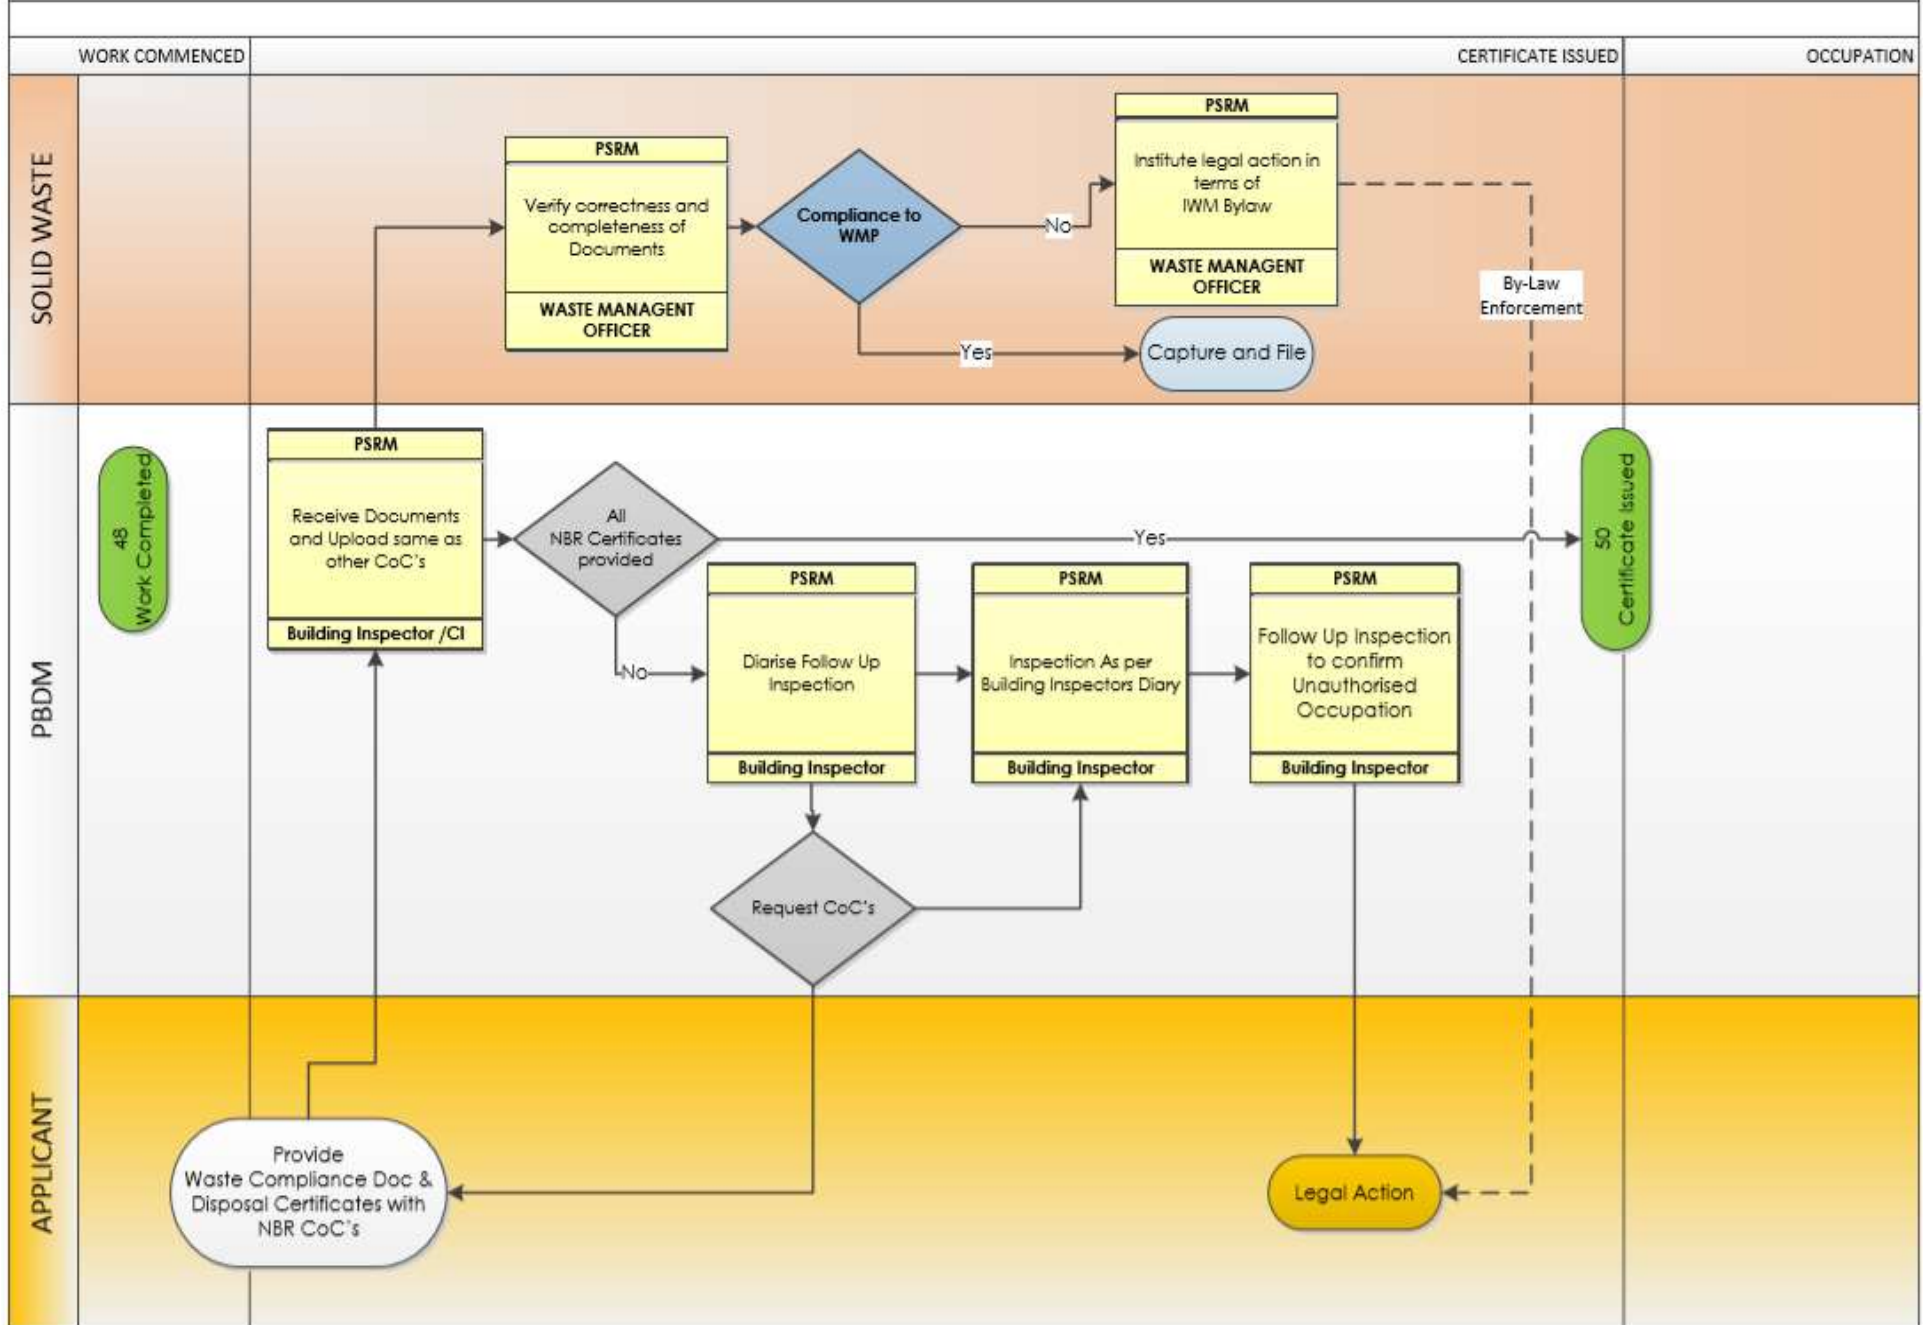 WORK COMMENCED
CERTIFICATE ISSUED
OCCUPATION
SOLID WASTE
PSRM
Verify correctness and
completeness of
Documents
WASTE MANAGENT
OFFICER
Compliance to
WMP
No
Yes
PSRM
Institute legal action in
terms of
IWM Bylaw
WASTE MANAGENT
OFFICER
Capture and File
By-Law
Enforcement
PBDM
48
Work Completed
PSRM
Receive Documents
and Upload same as
other CoC's
Building Inspector /CI
All
NBR Certificates
provided
Yes
No
50
Certificate Issued
PSRM
Diarise Follow Up
Inspection
Building Inspector
PSRM
Inspection As per
Building Inspectors Diary
Building Inspector
PSRM
Follow Up Inspection
to confirm
Unauthorised
Occupation
Building Inspector
Request CoC's
APPLICANT
Provide
Waste Compliance Doc &
Disposal Certificates with
NBR CoC's
Legal Action